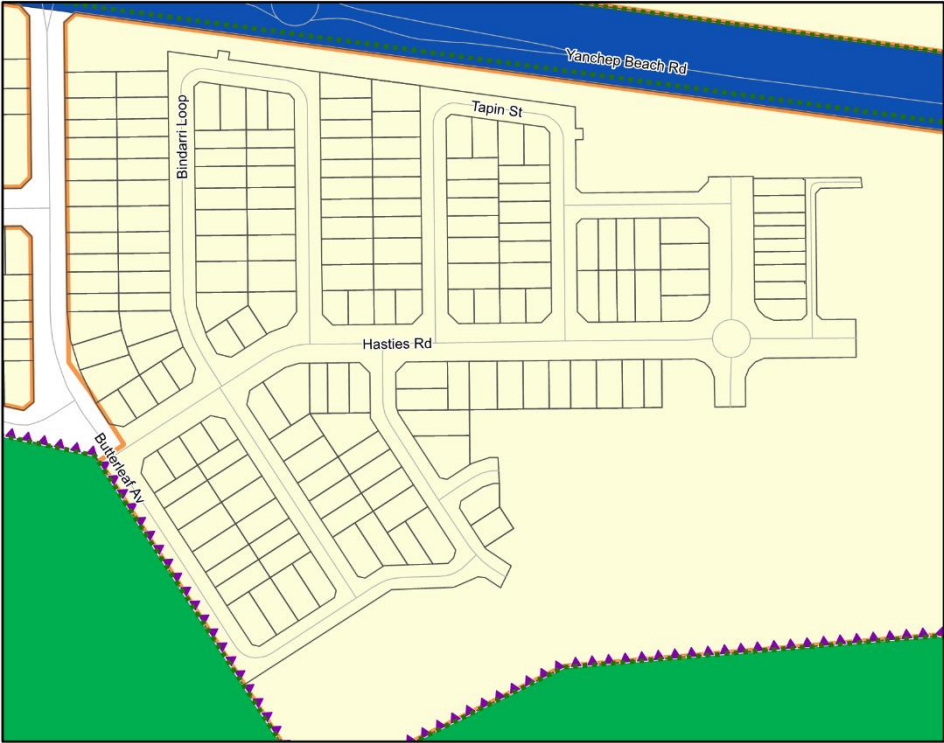 Yanchep Beach Rd
Tapin St
Bindarri Loop
Hasties Rd
Butterleaf Av